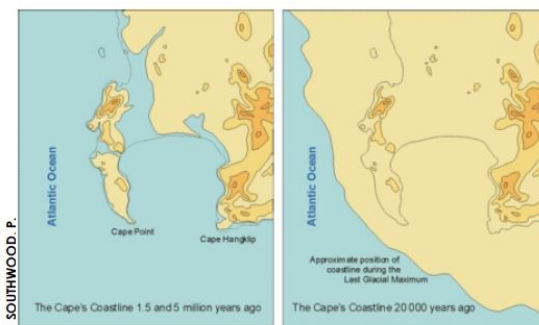 SOUTHWOOD, P.
Atlantic Ocean
Cape Point
Cape Hangklip
The Cape's Coastline 1.5 and 5 million years ago
Atlantic Ocean
Approximate position of
coastline during the
Last Glacial Maximum
The Cape's Coastline 20 000 years ago